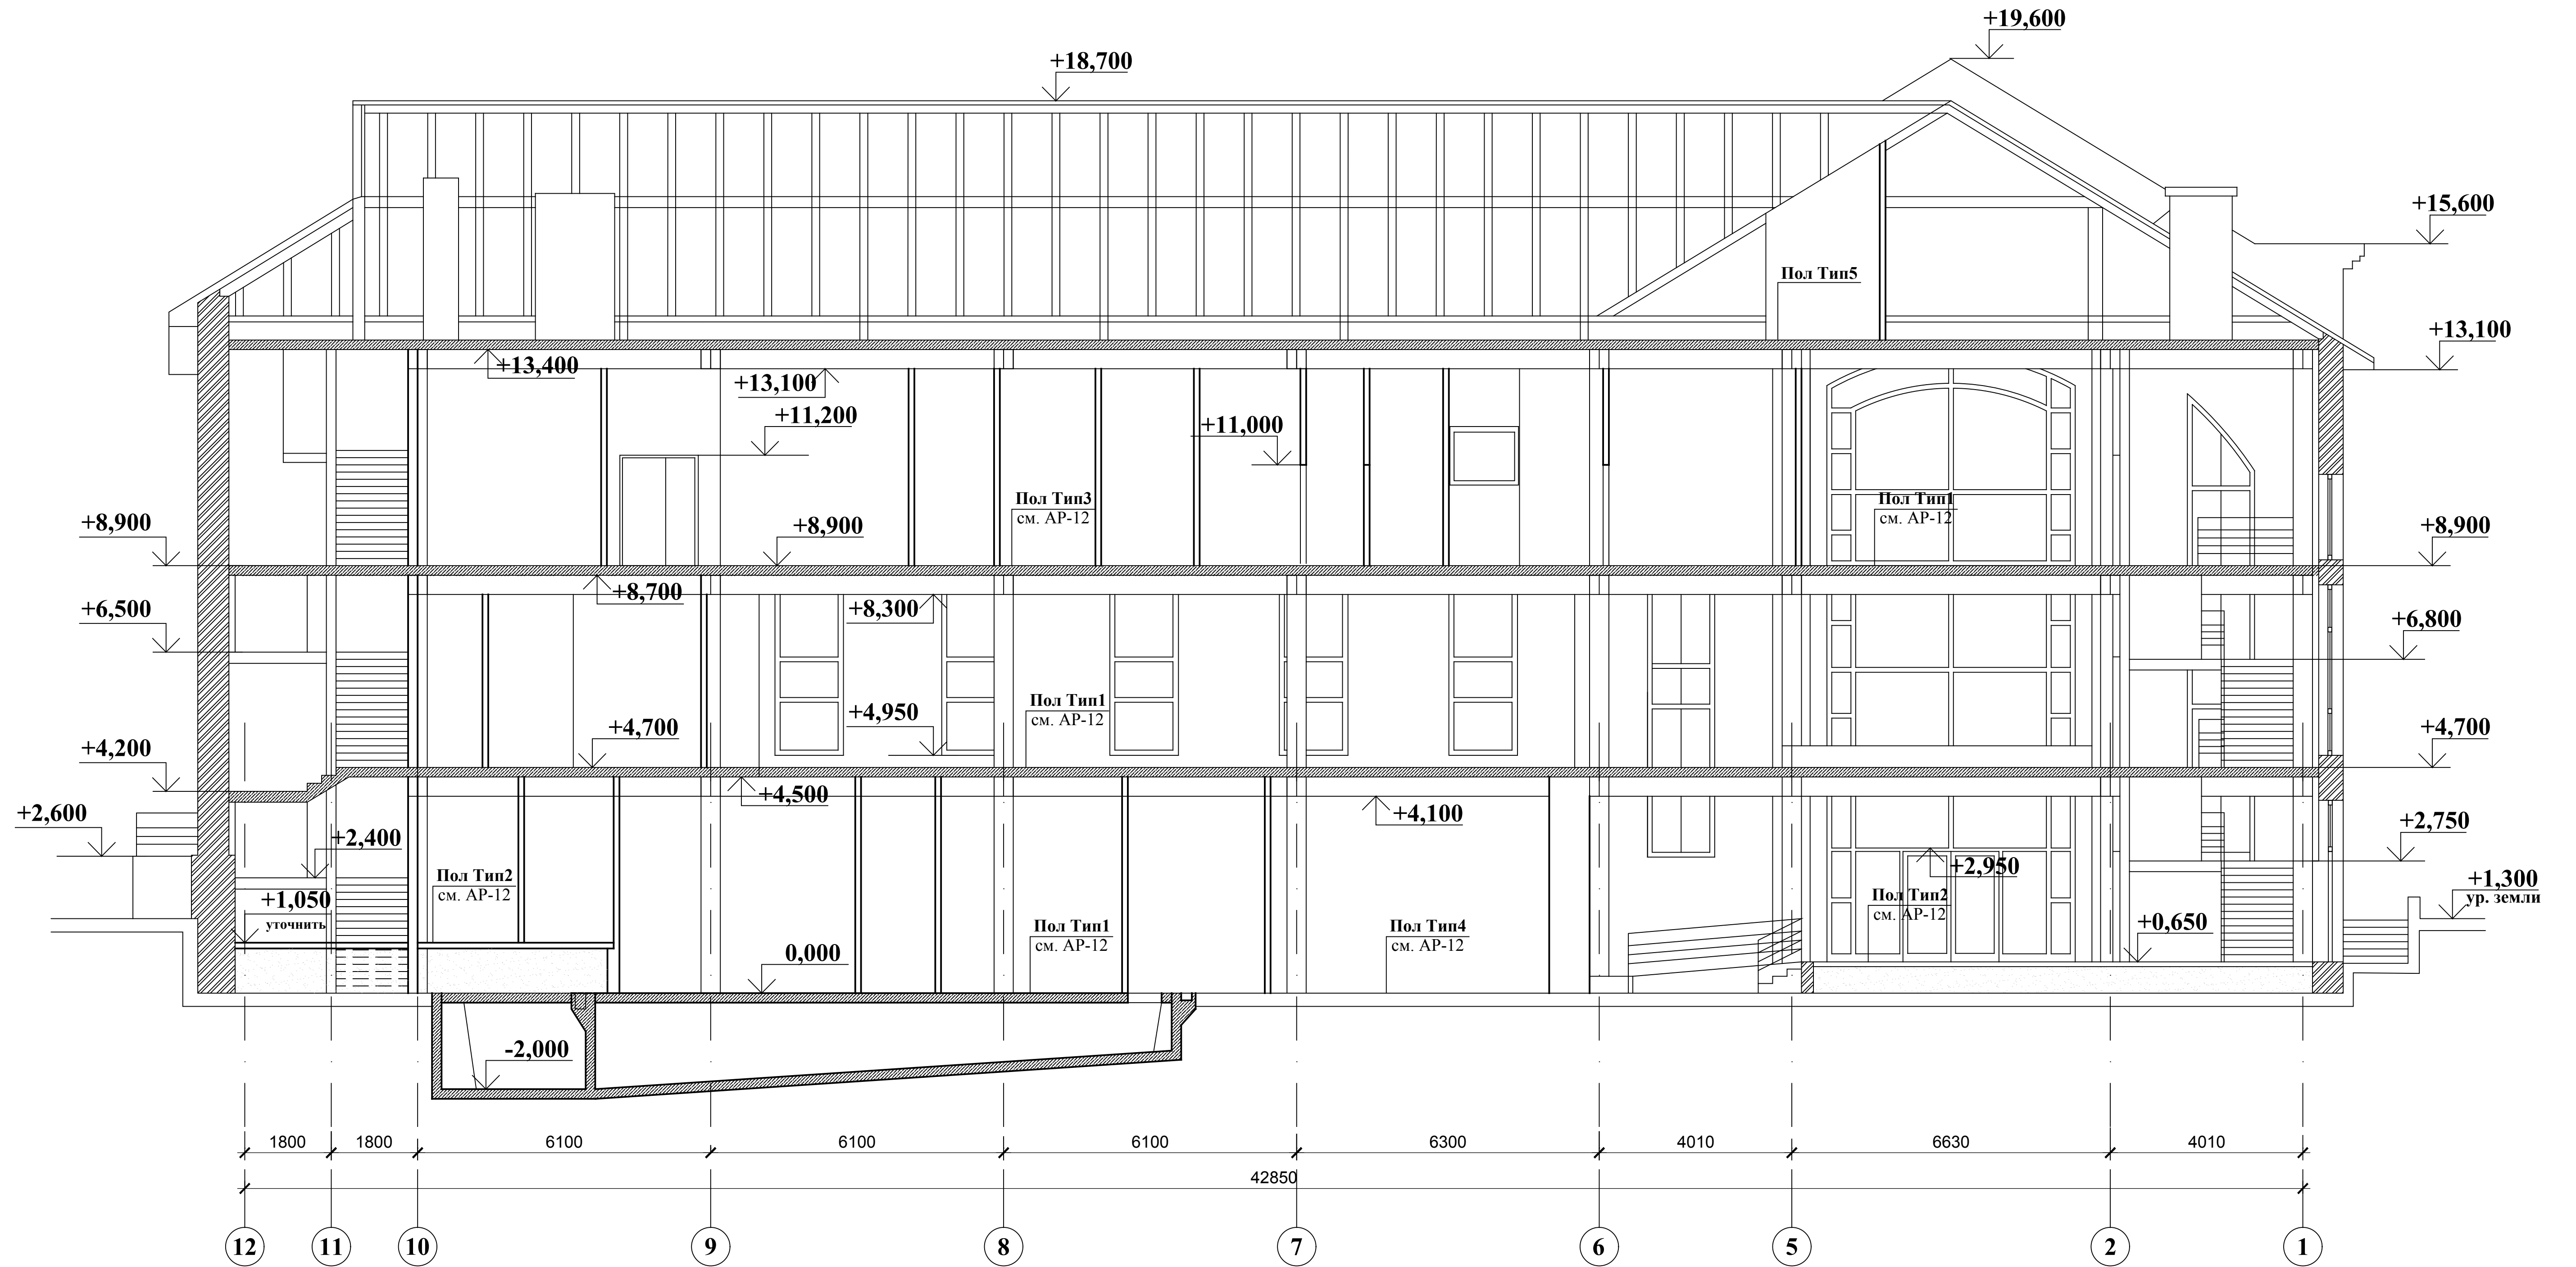 +19,600
+18,700
+15,600
Пол Тип5
+13,100
+13,400
+13,100
+11,200
+11,000
Пол Тип3
см. АР-12
Пол Тип1
см. АР-12
+8,900
+8,900
+8,900
+8,700
+8,300
+6,500
+6,800
Пол Тип1
см. АР-12
+4,950
+4,700
+4,700
+4,200
+4,500
+4,100
+2,600
+2,400
+2,750
+2,950
Пол Тип2
см. АР-12
Пол Тип2
см. АР-12
+1,300
ур. земли
+1,050
уточнить
Пол Тип1
см. АР-12
Пол Тип4
см. АР-12
+0,650
0,000
-2,000
1800 1800 6100 6100 6100 6300 4010 6630 4010
42850
12 11 10 9 8 7 6 5 2 1